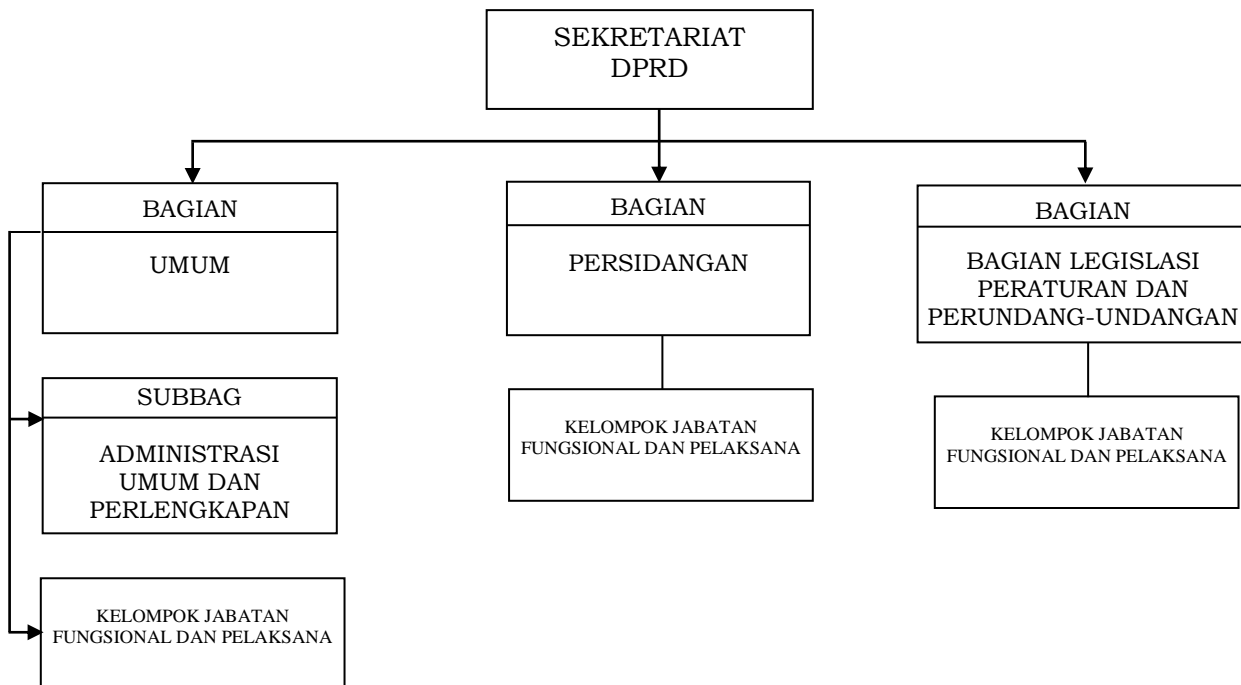 SEKRETARIAT
DPRD
BAGIAN
UMUM
BAGIAN
PERSIDANGAN
BAGIAN
BAGIAN LEGISLASI
PERATURAN DAN
PERUNDANG-UNDANGAN
SUBBAG
ADMINISTRASI
UMUM DAN
PERLENGKAPAN
KELOMPOK JABATAN
FUNGSIONAL DAN PELAKSANA
KELOMPOK JABATAN
FUNGSIONAL DAN PELAKSANA
KELOMPOK JABATAN
FUNGSIONAL DAN PELAKSANA